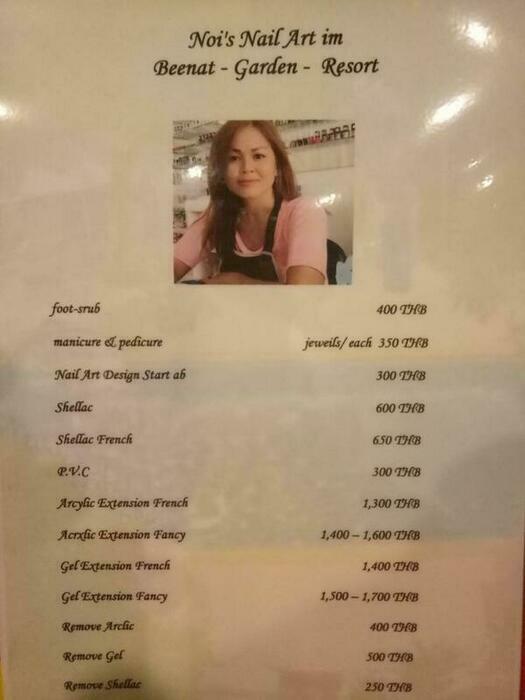 Noi's Nail Art im
Beenat - Garden - Resort
foot-srub 400 THB
manicure & pedicure jeweils/ each 350 THB
Nail Art Design Start ab 300 THB
Shellac 600 THB
Shellac French 650 THB
P.V.C 300 THB
Arcylic Extension French 1,300 THB
Acrxlic Extension Fancy 1,400 – 1,600 THB
Gel Extension French 1,400 THB
Gel Extension Fancy 1,500 – 1,700 THB
Remove Arclic 400 THB
Remove Gel 500 THB
Remove Shellac 250 THB